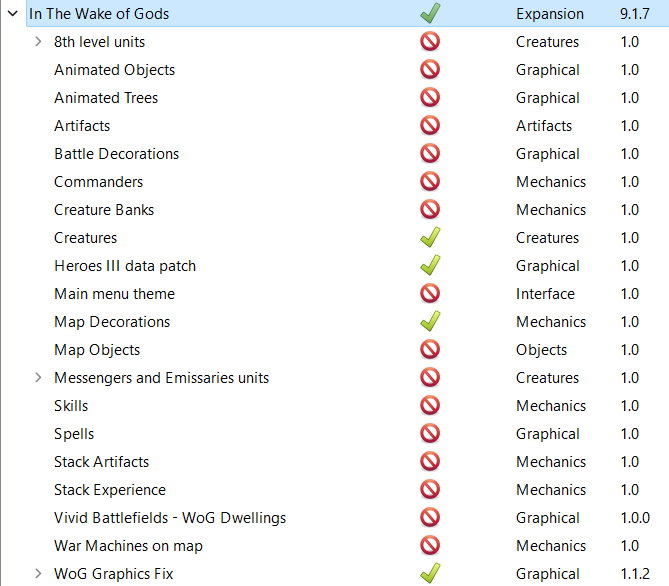 In The Wake of Gods Expansion 9.1.7
8th level units Creatures 1.0
Animated Objects Graphical 1.0
Animated Trees Graphical 1.0
Artifacts Artifacts 1.0
Battle Decorations Graphical 1.0
Commanders Mechanics 1.0
Creature Banks Mechanics 1.0
Creatures Creatures 1.0
Heroes III data patch Graphical 1.0
Main menu theme Interface 1.0
Map Decorations Mechanics 1.0
Map Objects Objects 1.0
Messengers and Emissaries units Creatures 1.0
Skills Mechanics 1.0
Spells Graphical 1.0
Stack Artifacts Mechanics 1.0
Stack Experience Mechanics 1.0
Vivid Battlefields - WoG Dwellings Graphical 1.0.0
War Machines on map Mechanics 1.0
WoG Graphics Fix Graphical 1.1.2